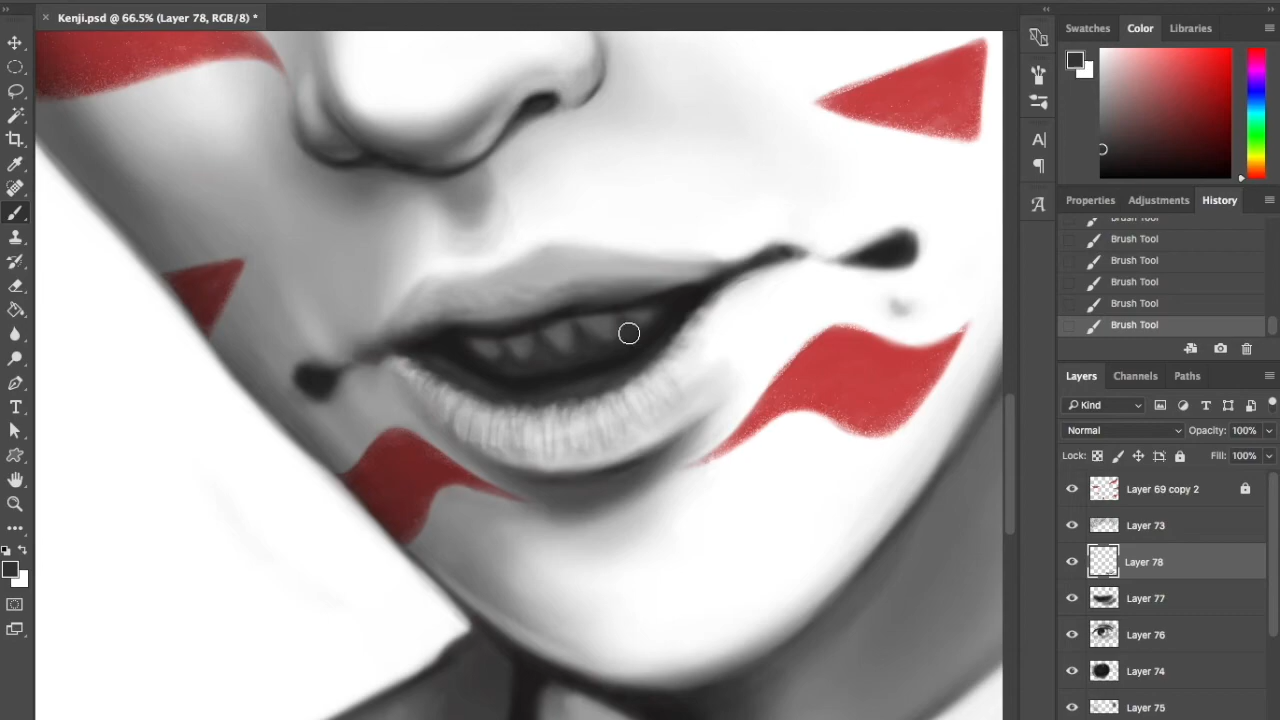 Kenji.psd @ 66.5% (Layer 78, RGB/8) *
Swatches
Color
Libraries
Properties
Adjustments
History
Brush Tool
Brush Tool
Brush Tool
Brush Tool
Brush Tool
Brush Tool
Layers
Channels
Paths
Kind
Normal
Opacity: 100%
Lock:
Fill: 100%
Layer 69 copy 2
Layer 73
Layer 78
Layer 77
Layer 76
Layer 74
Layer 75